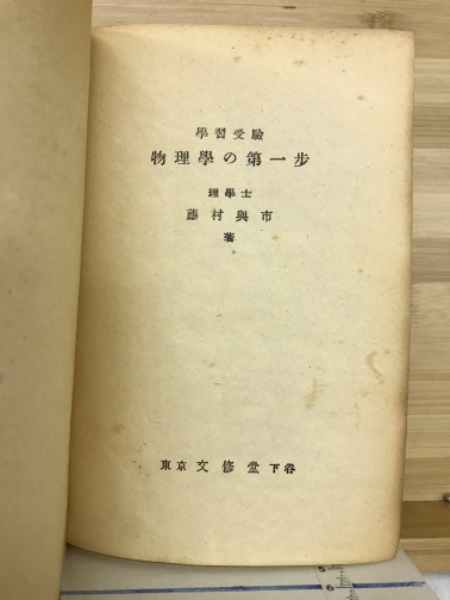 學習受驗
物理學の第一步
理學士
藤村與市
著
東京文修堂下谷